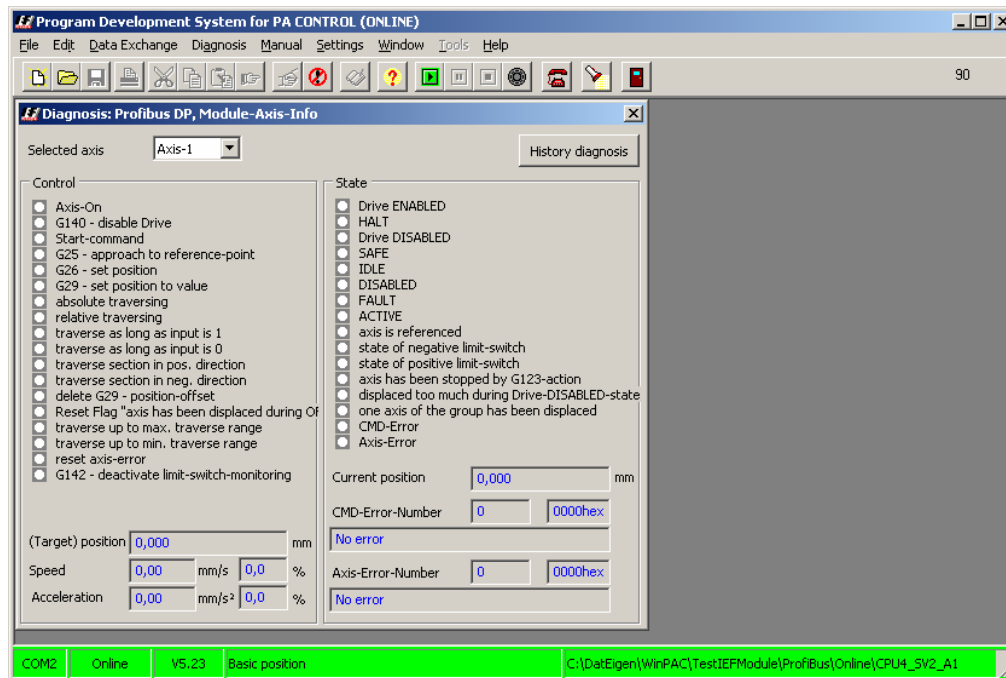 Program Development System for PA CONTROL (ONLINE)
File Edit Data Exchange Diagnosis Manual Settings Window Tools Help
90
Diagnosis: Profibus DP, Module-Axis-Info
Selected axis Axis-1 History diagnosis
Control
Axis-On
G140 - disable Drive
Start-command
G25 - approach to reference-point
G26 - set position
G29 - set position to value
absolute traversing
relative traversing
traverse as long as input is 1
traverse as long as input is 0
traverse section in pos. direction
traverse section in neg. direction
delete G29 - position-offset
Reset Flag "axis has been displaced during OF
traverse up to max. traverse range
traverse up to min. traverse range
reset axis-error
G142 - deactivate limit-switch-monitoring
(Target) position 0,000 mm
Speed 0,00 mm/s 0,0 %
Acceleration 0,00 mm/s² 0,0 %
State
Drive ENABLED
HALT
Drive DISABLED
SAFE
IDLE
DISABLED
FAULT
ACTIVE
axis is referenced
state of negative limit-switch
state of positive limit-switch
axis has been stopped by G123-action
displaced too much during Drive-DISABLED-state
one axis of the group has been displaced
CMD-Error
Axis-Error
Current position 0,000 mm
CMD-Error-Number 0 0000hex
No error
Axis-Error-Number 0 0000hex
No error
COM2 Online V5.23 Basic position C:\DatEigen\WinPAC\TestIEFModule\ProfiBus\Online\CPU4_SV2_A1